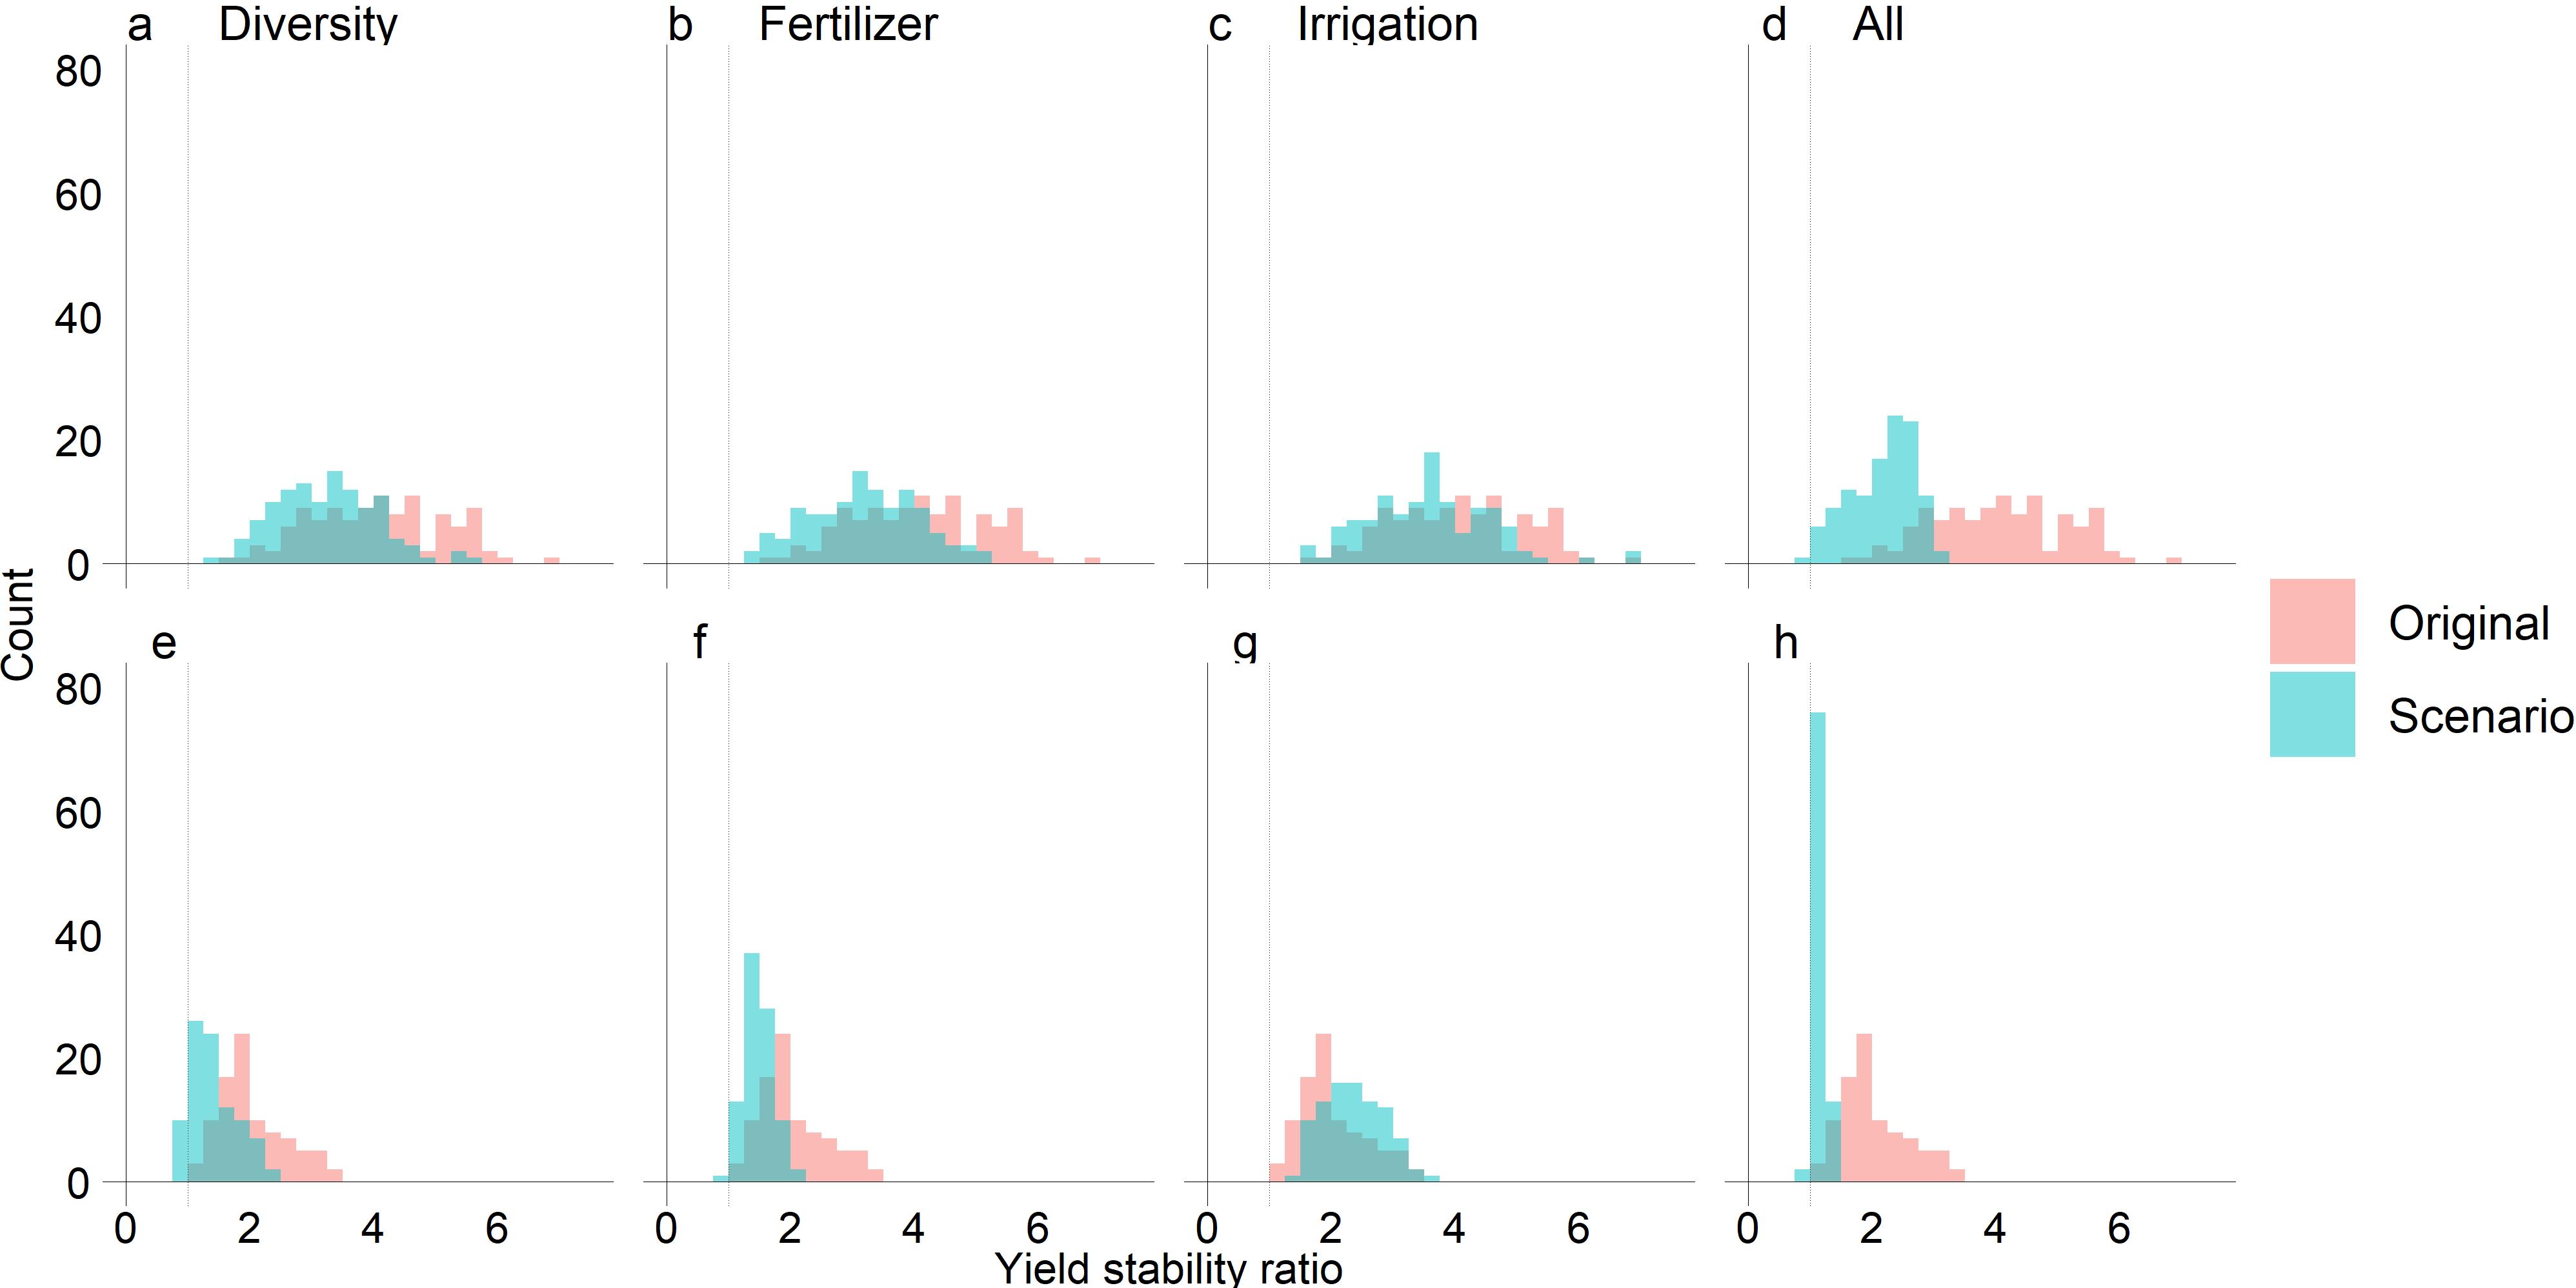 a Diversity
b Fertilizer
c Irrigation
d All
80
60
40
20
0
Count
e
f
g
h
80
60
40
20
0
0 2 4 6
0 2 4 6
0 2 4 6
0 2 4 6
Yield stability ratio
Original
Scenario